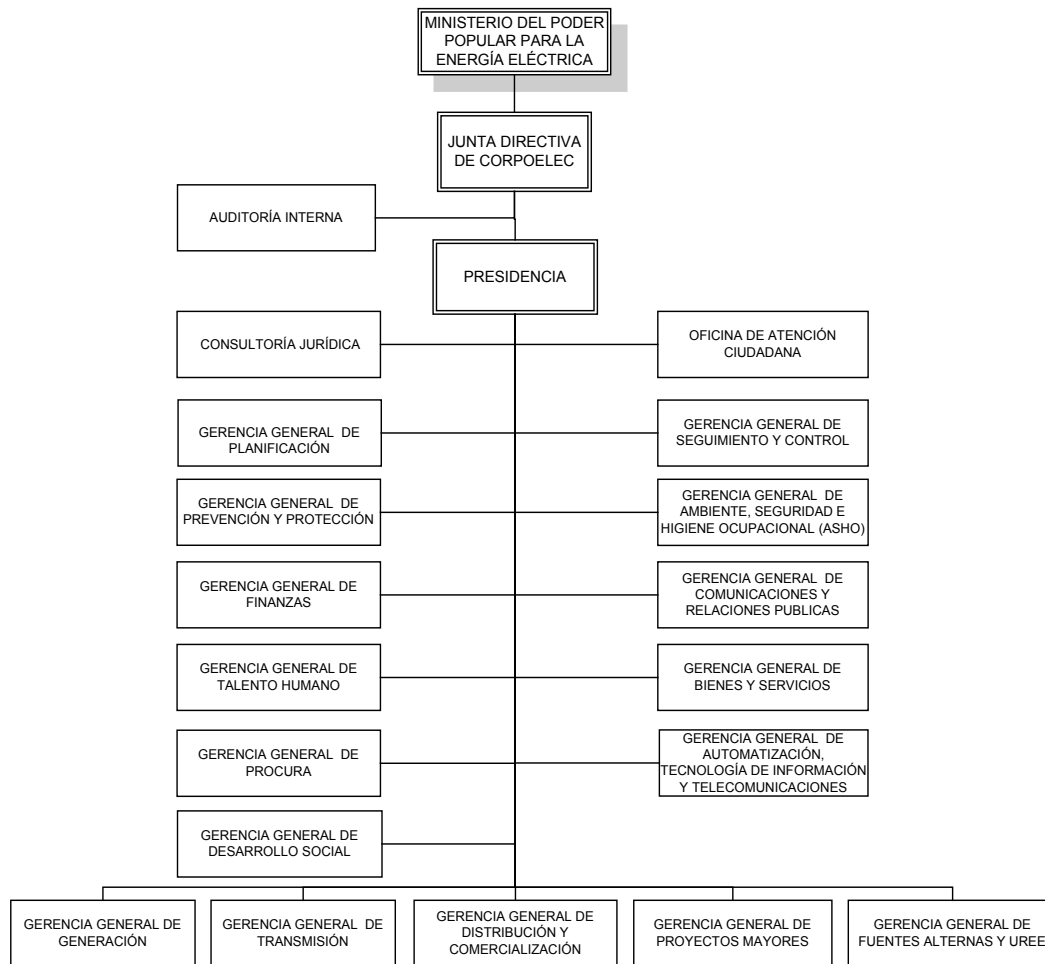 MINISTERIO DEL PODER
POPULAR PARA LA
ENERGÍA ELÉCTRICA
JUNTA DIRECTIVA
DE CORPOELEC
AUDITORÍA INTERNA
PRESIDENCIA
CONSULTORÍA JURÍDICA
OFICINA DE ATENCIÓN
CIUDADANA
GERENCIA GENERAL DE
PLANIFICACIÓN
GERENCIA GENERAL DE
SEGUIMIENTO Y CONTROL
GERENCIA GENERAL DE
PREVENCIÓN Y PROTECCIÓN
GERENCIA GENERAL DE
AMBIENTE, SEGURIDAD E
HIGIENE OCUPACIONAL (ASHO)
GERENCIA GENERAL DE
FINANZAS
GERENCIA GENERAL DE
COMUNICACIONES Y
RELACIONES PUBLICAS
GERENCIA GENERAL DE
TALENTO HUMANO
GERENCIA GENERAL DE
BIENES Y SERVICIOS
GERENCIA GENERAL DE
PROCURA
GERENCIA GENERAL DE
AUTOMATIZACIÓN,
TECNOLOGÍA DE INFORMACIÓN
Y TELECOMUNICACIONES
GERENCIA GENERAL DE
DESARROLLO SOCIAL
GERENCIA GENERAL DE
GENERACIÓN
GERENCIA GENERAL DE
TRANSMISIÓN
GERENCIA GENERAL DE
DISTRIBUCIÓN Y
COMERCIALIZACIÓN
GERENCIA GENERAL DE
PROYECTOS MAYORES
GERENCIA GENERAL DE
FUENTES ALTERNAS Y UREE